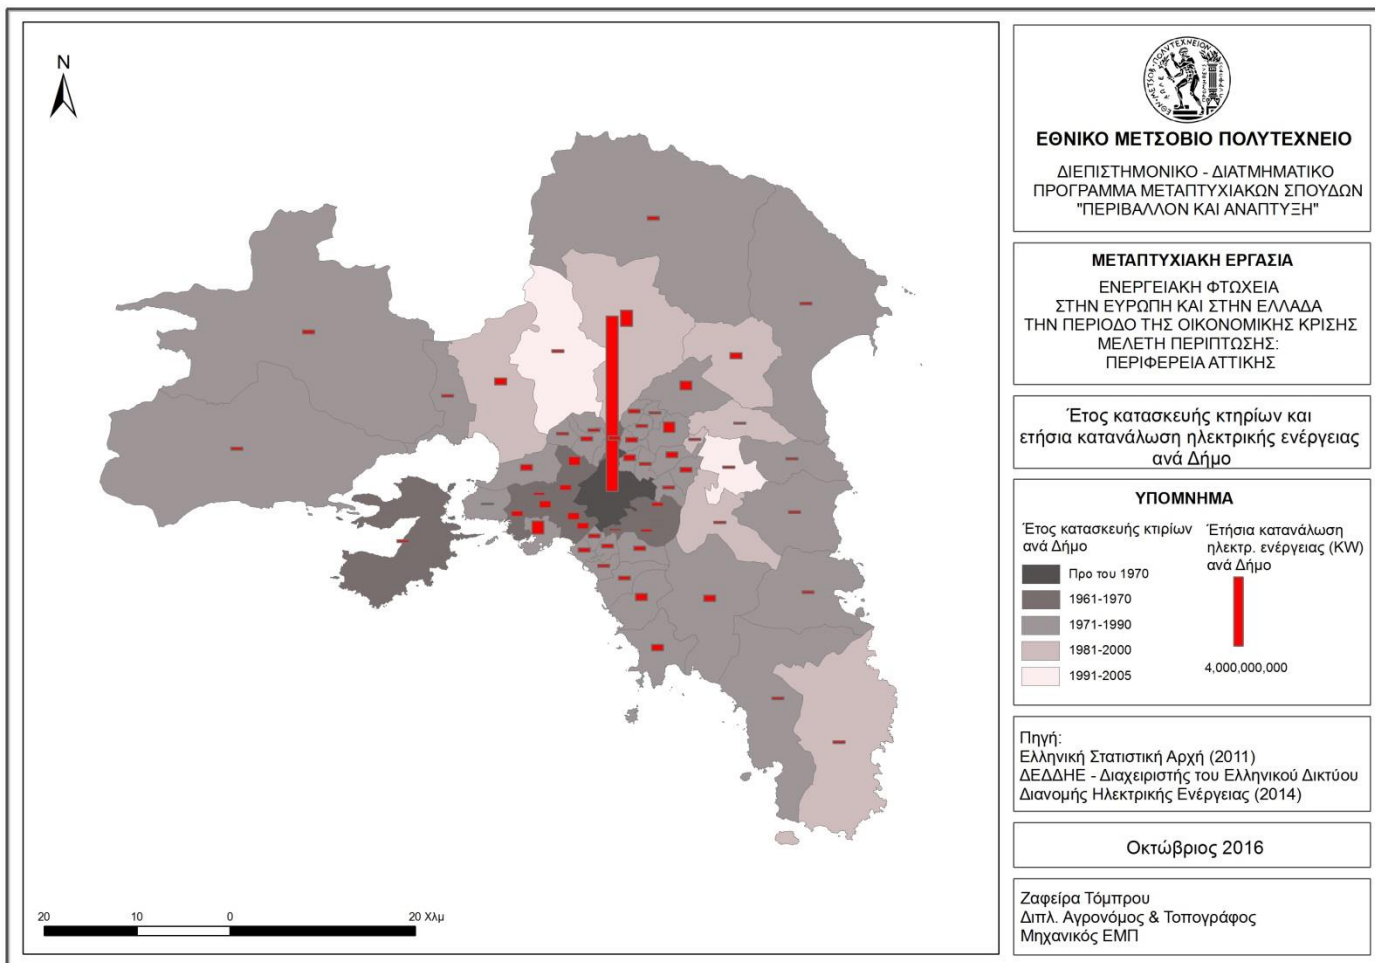 N
20
10
0
20 Χλμ
ΕΘΝΙΚΟ ΜΕΤΣΟΒΙΟ ΠΟΛΥΤΕΧΝΕΙΟ
ΔΙΕΠΙΣΤΗΜΟΝΙΚΟ - ΔΙΑΤΜΗΜΑΤΙΚΟ
ΠΡΟΓΡΑΜΜΑ ΜΕΤΑΠΤΥΧΙΑΚΩΝ ΣΠΟΥΔΩΝ
"ΠΕΡΙΒΑΛΛΟΝ ΚΑΙ ΑΝΑΠΤΥΞΗ"
ΜΕΤΑΠΤΥΧΙΑΚΗ ΕΡΓΑΣΙΑ
ΕΝΕΡΓΕΙΑΚΗ ΦΤΩΧΕΙΑ
ΣΤΗΝ ΕΥΡΩΠΗ ΚΑΙ ΣΤΗΝ ΕΛΛΑΔΑ
ΤΗΝ ΠΕΡΙΟΔΟ ΤΗΣ ΟΙΚΟΝΟΜΙΚΗΣ ΚΡΙΣΗΣ
ΜΕΛΕΤΗ ΠΕΡΙΠΤΩΣΗΣ:
ΠΕΡΙΦΕΡΕΙΑ ΑΤΤΙΚΗΣ
Έτος κατασκευής κτηρίων και
ετήσια κατανάλωση ηλεκτρικής ενέργειας
ανά Δήμο
ΥΠΟΜΝΗΜΑ
Έτος κατασκευής κτιρίων
ανά Δήμο
Προ του 1970
1961-1970
1971-1990
1981-2000
1991-2005
Έτήσια κατανάλωση
ηλεκτρ. ενέργειας (KW)
ανά Δήμο
4,000,000,000
Πηγή:
Ελληνική Στατιστική Αρχή (2011)
ΔΕΔΔΗΕ - Διαχειριστής του Ελληνικού Δικτύου
Διανομής Ηλεκτρικής Ενέργειας (2014)
Οκτώβριος 2016
Ζαφείρα Τόμπρου
Διπλ. Αγρονόμος & Τοπογράφος
Μηχανικός ΕΜΠ